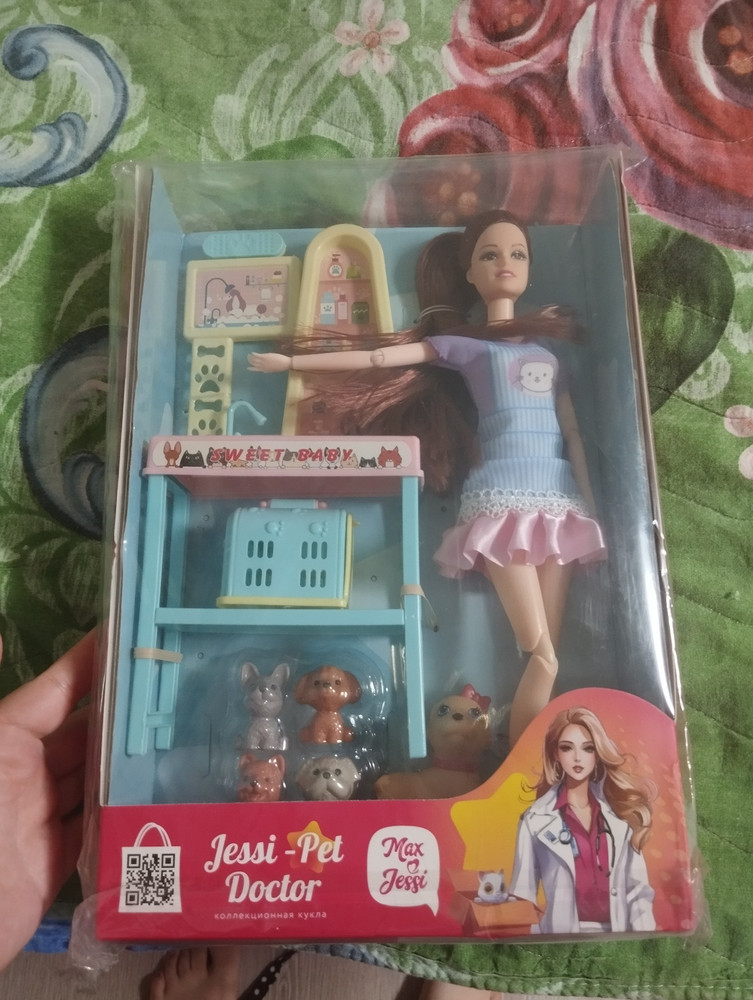 SWEET BABY
Jessi - Pet
Doctor
коллекционная кукла
Max
Jessi